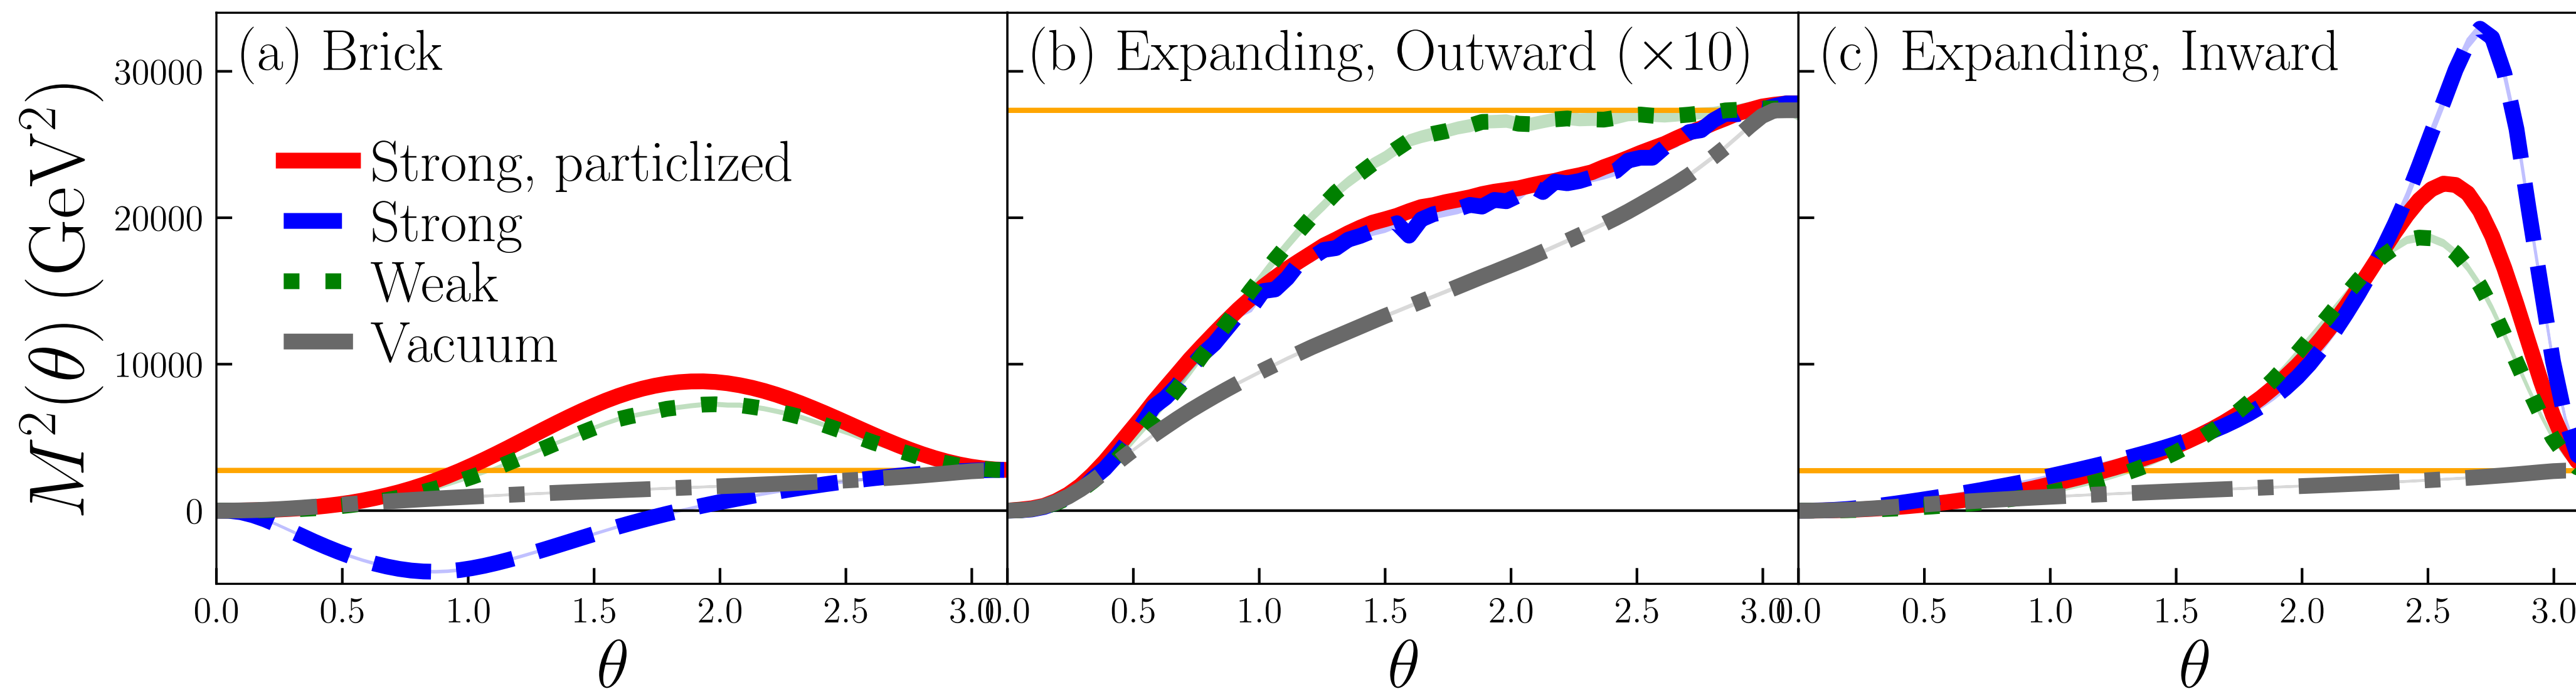 (a) Brick
(b) Expanding, Outward (×10)
(c) Expanding, Inward
M²(θ) (GeV²)
30000
20000
10000
0
Strong, particlized
Strong
Weak
Vacuum
0.0 0.5 1.0 1.5 2.0 2.5 3.0
0.0 0.5 1.0 1.5 2.0 2.5 3.0
0.0 0.5 1.0 1.5 2.0 2.5 3.0
θ
θ
θ